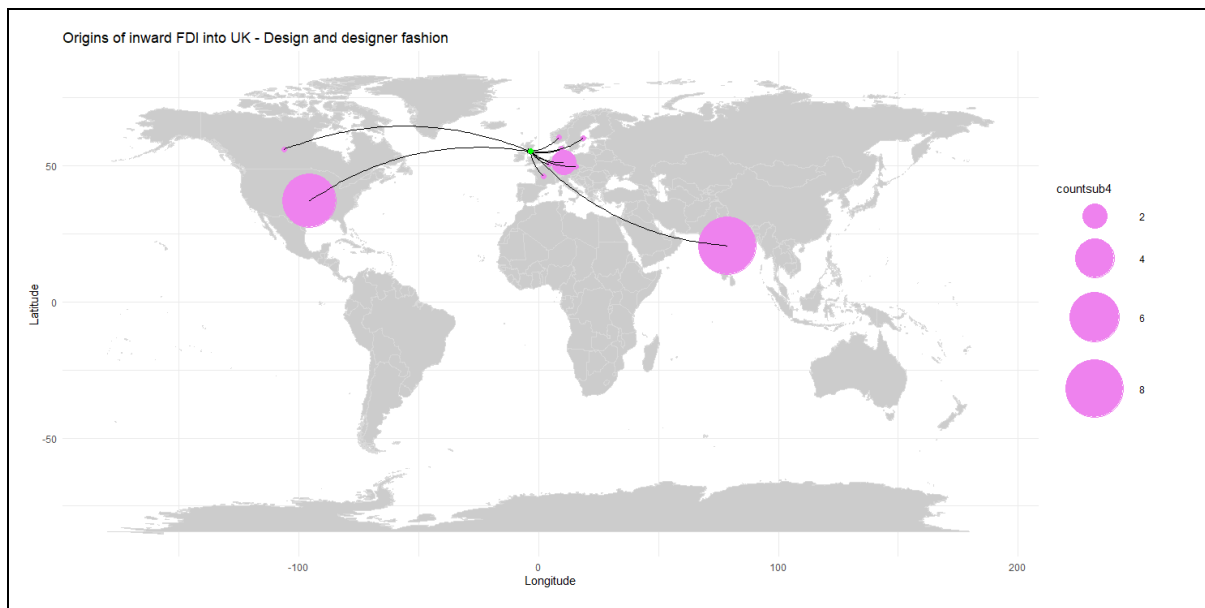 Origins of inward FDI into UK - Design and designer fashion
50
0
-50
Latitude
-100 0 100 200
Longitude
countsub4
2
4
6
8